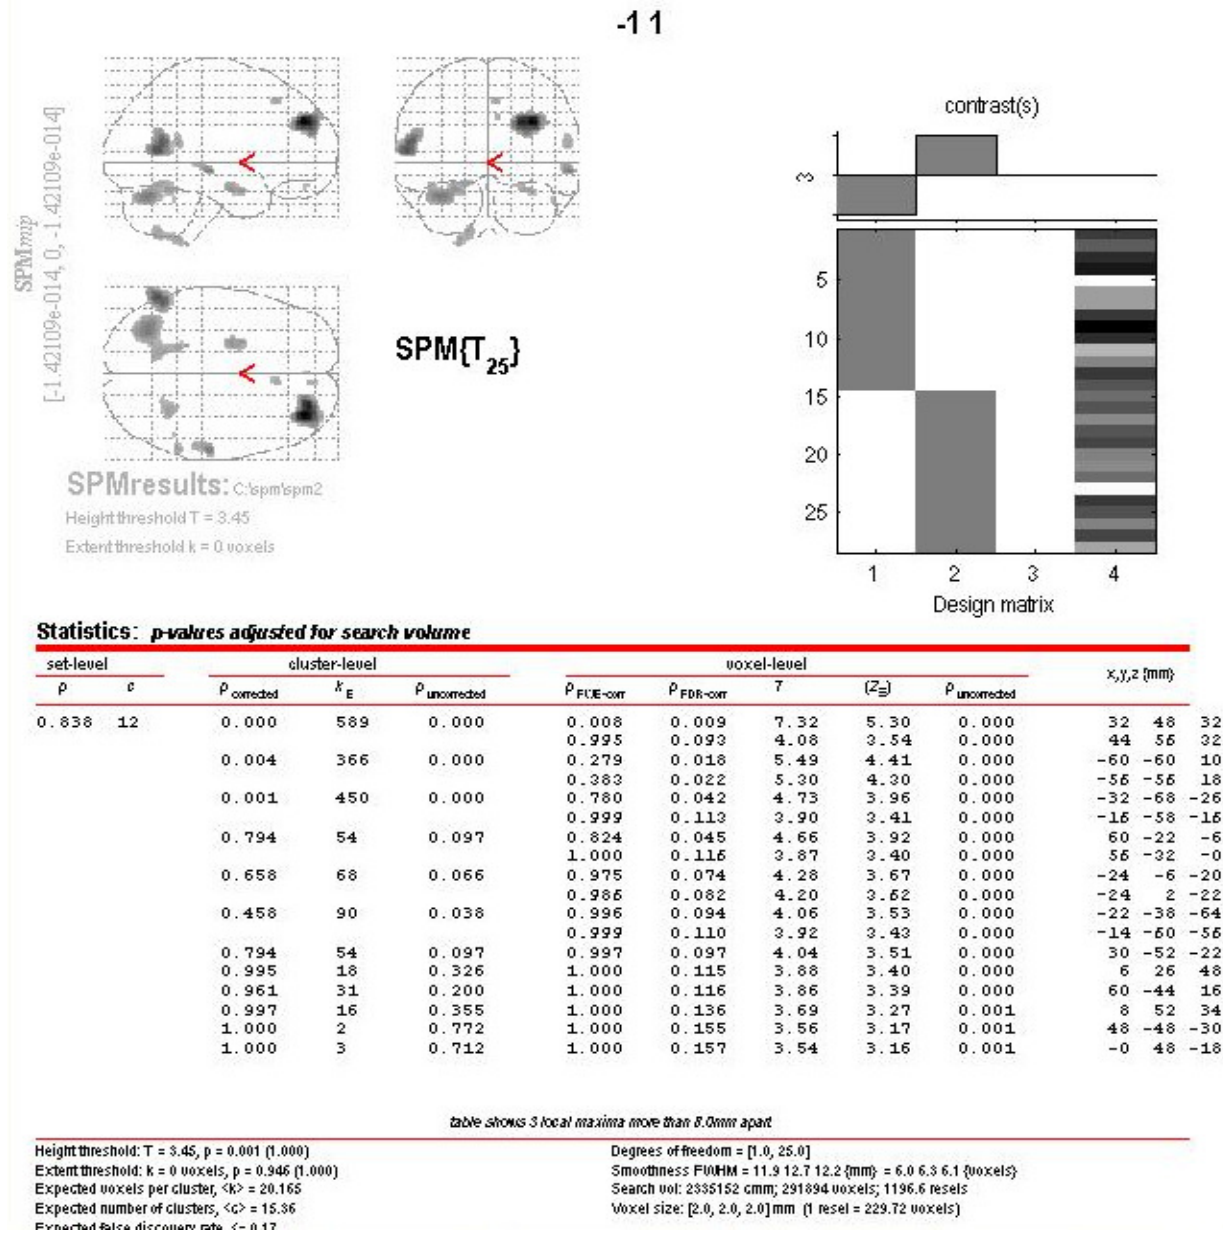 -1 1
contrast(s)
3
SPMmip
[-1.42109e-014, 0, -1.42109e-014]
SPM{T25}
5
10
15
20
25
1 2 3 4
Design matrix
SPMresults: C:\spm\spm2
Height threshold T = 3.45
Extent threshold k = 0 voxels
Statistics: p-values adjusted for search volume
set-level cluster-level voxel-level x,y,z {mm}
p c p corrected k E p uncorrected p FWE-corr p FDR-corr T (Z≡) p uncorrected
0.838 12 0.000 589 0.000 0.008 0.009 7.32 5.30 0.000 32 48 32
0.995 0.093 4.08 3.54 0.000 44 56 32
0.004 366 0.000 0.279 0.018 5.49 4.41 0.000 -60 -60 10
0.383 0.022 5.30 4.30 0.000 -56 -56 18
0.001 450 0.000 0.780 0.042 4.73 3.96 0.000 -32 -68 -26
0.999 0.113 3.90 3.41 0.000 -16 -58 -16
0.794 54 0.097 0.824 0.045 4.66 3.92 0.000 60 -22 -6
1.000 0.116 3.87 3.40 0.000 56 -32 -0
0.658 68 0.066 0.975 0.074 4.28 3.67 0.000 -24 -6 -20
0.986 0.082 4.20 3.62 0.000 -24 2 -22
0.458 90 0.038 0.996 0.094 4.06 3.53 0.000 -22 -38 -64
0.999 0.110 3.92 3.43 0.000 -14 -60 -56
0.794 54 0.097 0.997 0.097 4.04 3.51 0.000 30 -52 -22
0.995 18 0.326 1.000 0.115 3.88 3.40 0.000 6 26 48
0.961 31 0.200 1.000 0.116 3.86 3.39 0.000 60 -44 16
0.997 16 0.355 1.000 0.136 3.69 3.27 0.001 8 52 34
1.000 2 0.772 1.000 0.155 3.56 3.17 0.001 48 -48 -30
1.000 3 0.712 1.000 0.157 3.54 3.16 0.001 -0 48 -18
table shows 3 local maxima more than 8.0mm apart
Height threshold: T = 3.45, p = 0.001 (1.000)
Extent threshold: k = 0 voxels, p = 0.946 (1.000)
Expected voxels per cluster, <k> = 20.165
Expected number of clusters, <c> = 15.36
Expected false discovery rate, <= 0.17
Degrees of freedom = [1.0, 25.0]
Smoothness FWHM = 11.9 12.7 12.2 {mm} = 6.0 6.3 6.1 {voxels}
Search vol: 2335152 cmm; 291894 voxels; 1196.6 resels
Voxel size: [2.0, 2.0, 2.0] mm (1 resel = 229.72 voxels)